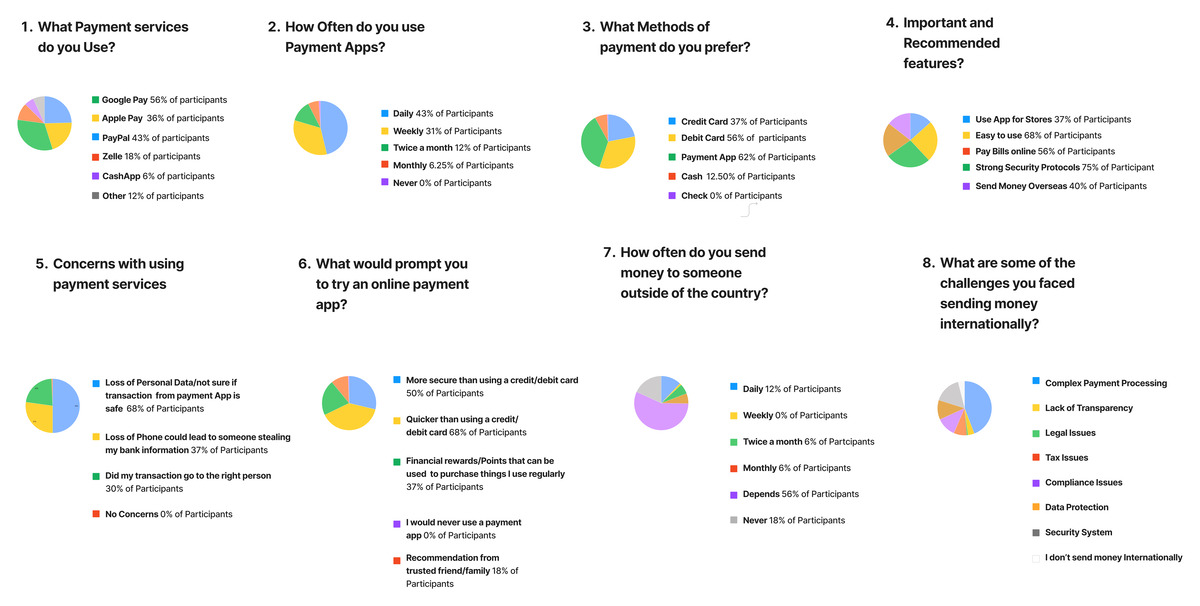 1. What Payment services
do you Use?
Google Pay 56% of participants
Apple Pay 36% of participants
PayPal 43% of participants
Zelle 18% of participants
CashApp 6% of participants
Other 12% of participants
2. How Often do you use
Payment Apps?
Daily 43% of Participants
Weekly 31% of Participants
Twice a month 12% of Participants
Monthly 6.25% of Participants
Never 0% of Participants
3. What Methods of
payment do you prefer?
Credit Card 37% of Participants
Debit Card 56% of participants
Payment App 62% of Participants
Cash 12.50% of Participants
Check 0% of Participants
4. Important and
Recommended
features?
Use App for Stores 37% of Participants
Easy to use 68% of Participants
Pay Bills online 56% of Participants
Strong Security Protocols 75% of Participant
Send Money Overseas 40% of Participants
5. Concerns with using
payment services
Loss of Personal Data/not sure if
transaction from payment App is
safe 68% of Participants
Loss of Phone could lead to someone stealing
my bank information 37% of Participants
Did my transaction go to the right person
30% of Participants
No Concerns 0% of Participants
6. What would prompt you
to try an online payment
app?
More secure than using a credit/debit card
50% of Participants
Quicker than using a credit/
debit card 68% of Participants
Financial rewards/Points that can be
used to purchase things I use regularly
37% of Participants
I would never use a payment
app 0% of Participants
Recommendation from
trusted friend/family 18% of
Participants
7. How often do you send
money to someone
outside of the country?
Daily 12% of Participants
Weekly 0% of Participants
Twice a month 6% of Participants
Monthly 6% of Participants
Depends 56% of Participants
Never 18% of Participants
8. What are some of the
challenges you faced
sending money
internationally?
Complex Payment Processing
Lack of Transparency
Legal Issues
Tax Issues
Compliance Issues
Data Protection
Security System
I don't send money Internationally